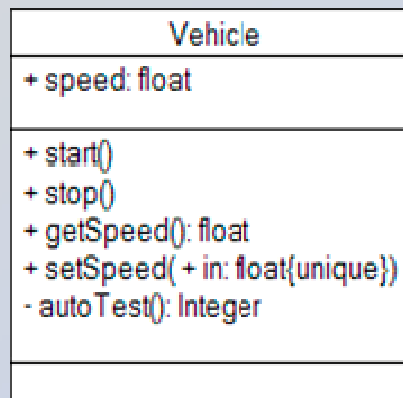 Vehicle
+ speed: float
+ start()
+ stop()
+ getSpeed(): float
+ setSpeed( + in: float{unique})
- autoTest(): Integer